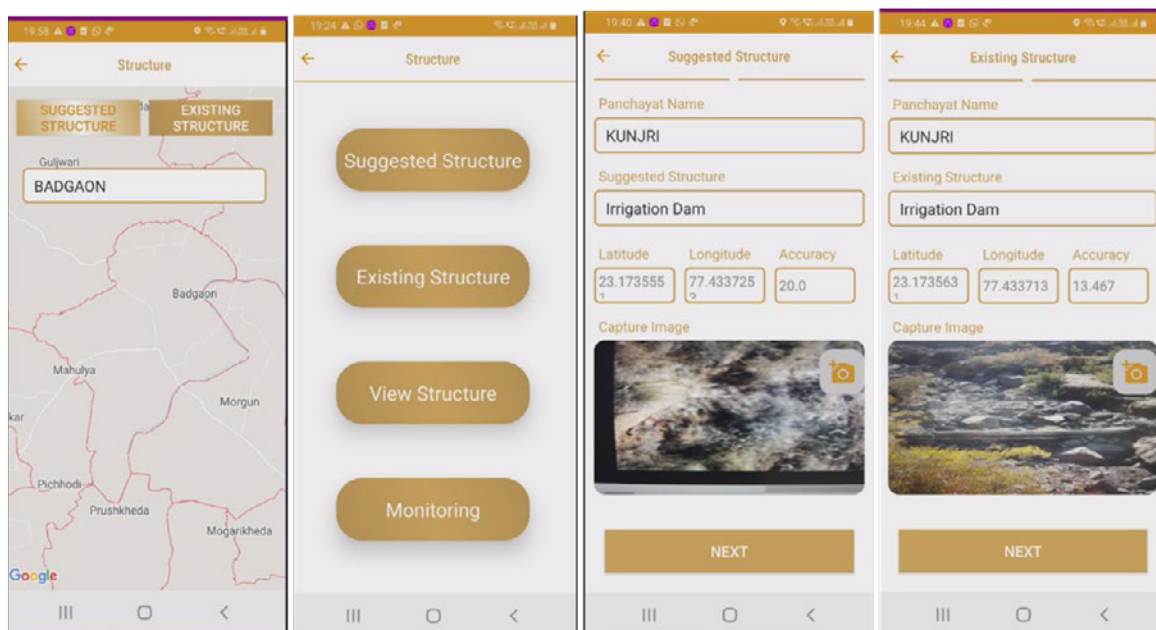 19:58
Structure
SUGGESTED
STRUCTURE
EXISTING
STRUCTURE
Guljwari
BADGAON
Badgaon
Mahulya
Morgun
kar
Pichhodi
Prushkheda
Mogarikheda
Google
19:24
Structure
Suggested Structure
Existing Structure
View Structure
Monitoring
19:40
Suggested Structure
Panchayat Name
KUNJRI
Suggested Structure
Irrigation Dam
Latitude Longitude Accuracy
23.173555 77.433725 20.0
Capture Image
NEXT
19:44
Existing Structure
Panchayat Name
KUNJRI
Existing Structure
Irrigation Dam
Latitude Longitude Accuracy
23.173563 77.433713 13.467
Capture Image
NEXT